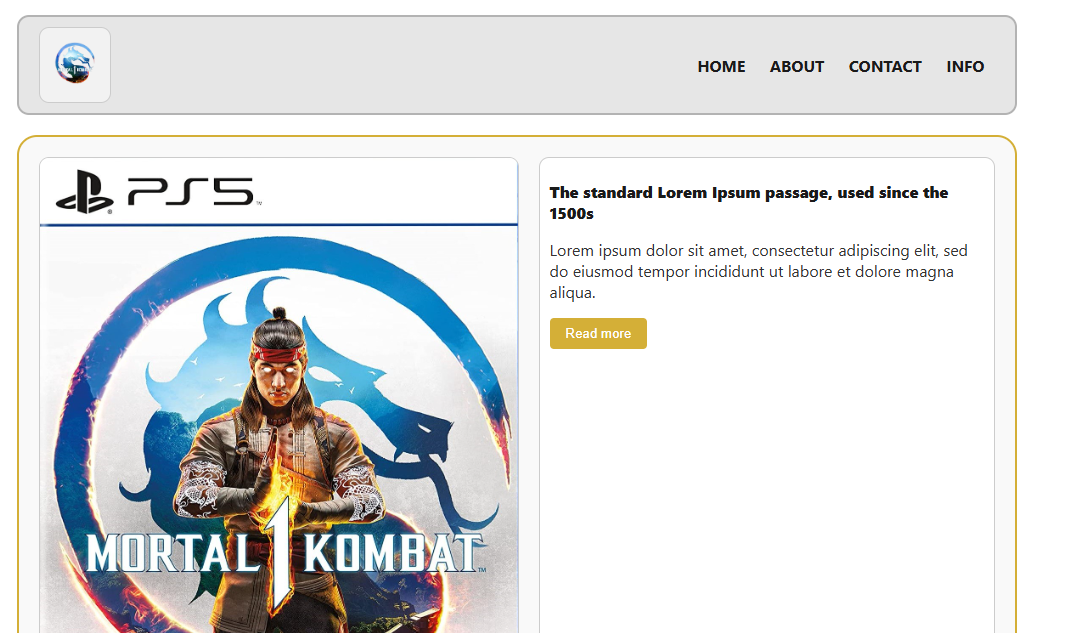 HOME ABOUT CONTACT INFO
PS5
The standard Lorem Ipsum passage, used since the
1500s
Lorem ipsum dolor sit amet, consectetur adipiscing elit, sed
do eiusmod tempor incididunt ut labore et dolore magna
aliqua.
Read more
MORTAL 1 KOMBAT™